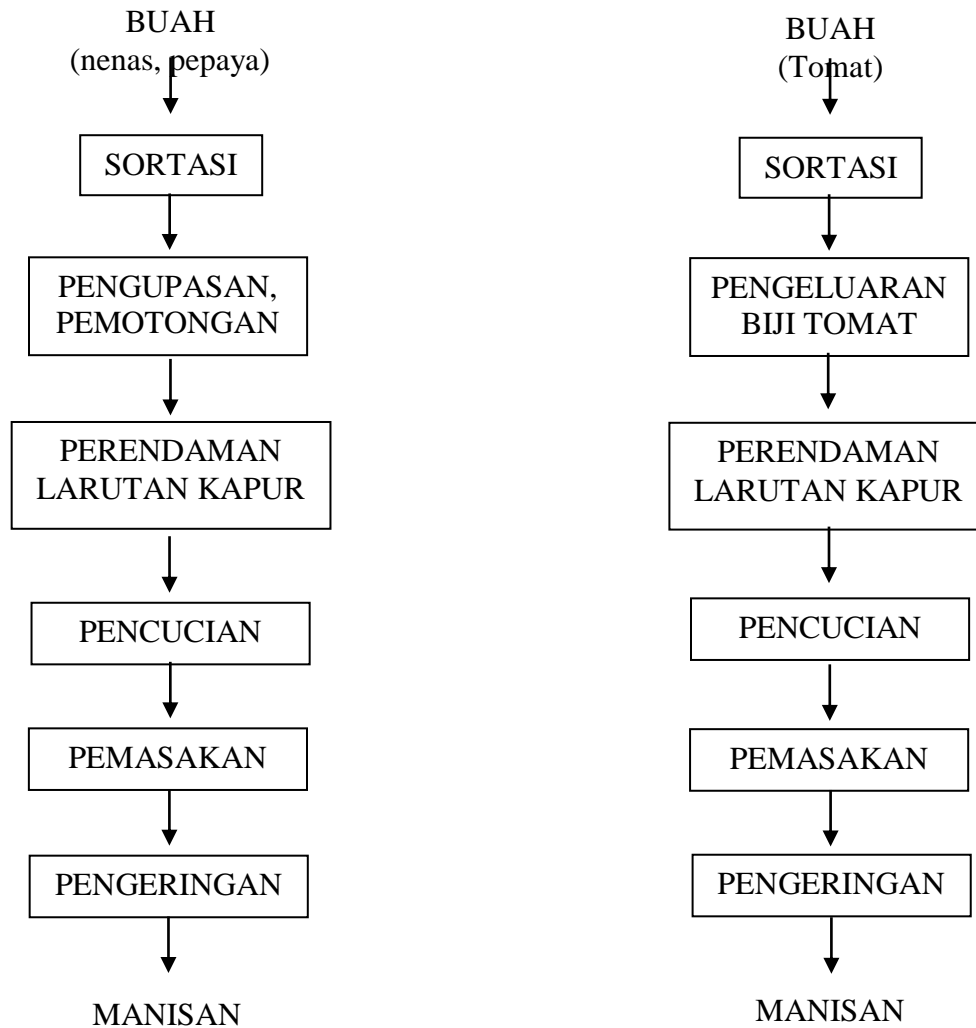 BUAH
(nenas, pepaya)
SORTASI
PENGUPASAN,
PEMOTONGAN
PERENDAMAN
LARUTAN KAPUR
PENCUCIAN
PEMASAKAN
PENGERINGAN
MANISAN
BUAH
(Tomat)
SORTASI
PENGELUARAN
BIJI TOMAT
PERENDAMAN
LARUTAN KAPUR
PENCUCIAN
PEMASAKAN
PENGERINGAN
MANISAN